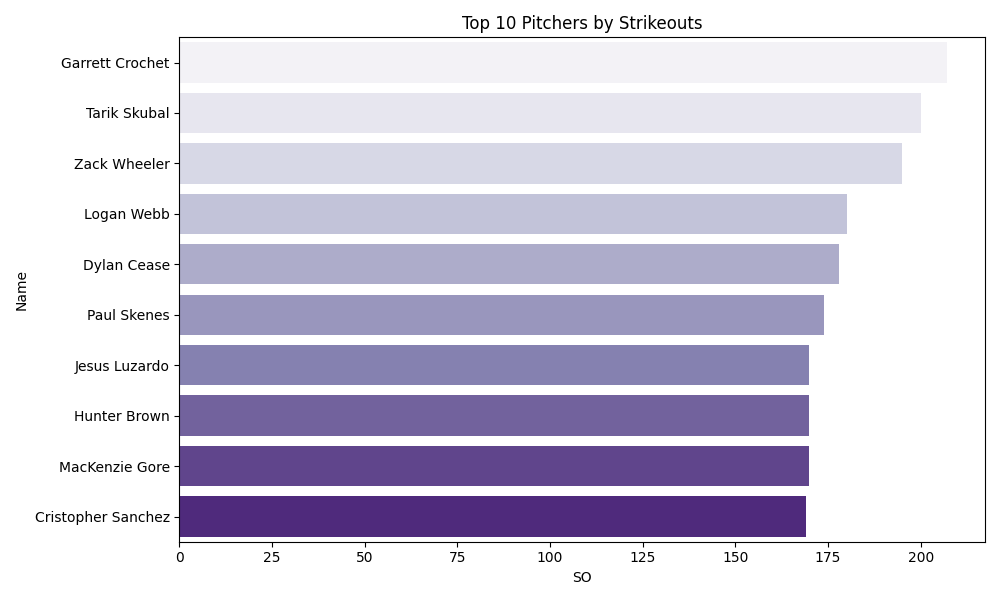 Top 10 Pitchers by Strikeouts
Garrett Crochet
Tarik Skubal
Zack Wheeler
Logan Webb
Dylan Cease
Paul Skenes
Jesus Luzardo
Hunter Brown
MacKenzie Gore
Cristopher Sanchez
Name
0 25 50 75 100 125 150 175 200
SO